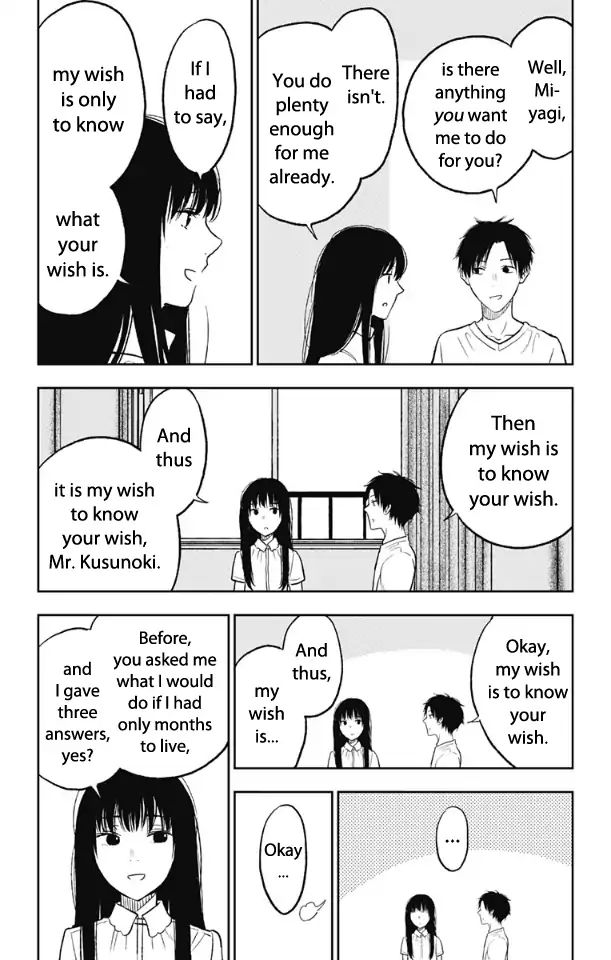 Well,
Mi-
yagi,
is there
anything
you want
me to do
for you?
There
isn't.
You do
plenty
enough
for me
already.
If I
had
to say,
my wish
is only
to know
what
your
wish is.
Then
my wish is
to know
your wish.
And
thus
it is my wish
to know
your wish,
Mr. Kusunoki.
Okay,
my wish
is to know
your
wish.
And
thus,
my
wish
is...
...
Okay
...
Before,
you asked me
what I would
do if I had
only months
to live,
and
I gave
three
answers,
yes?